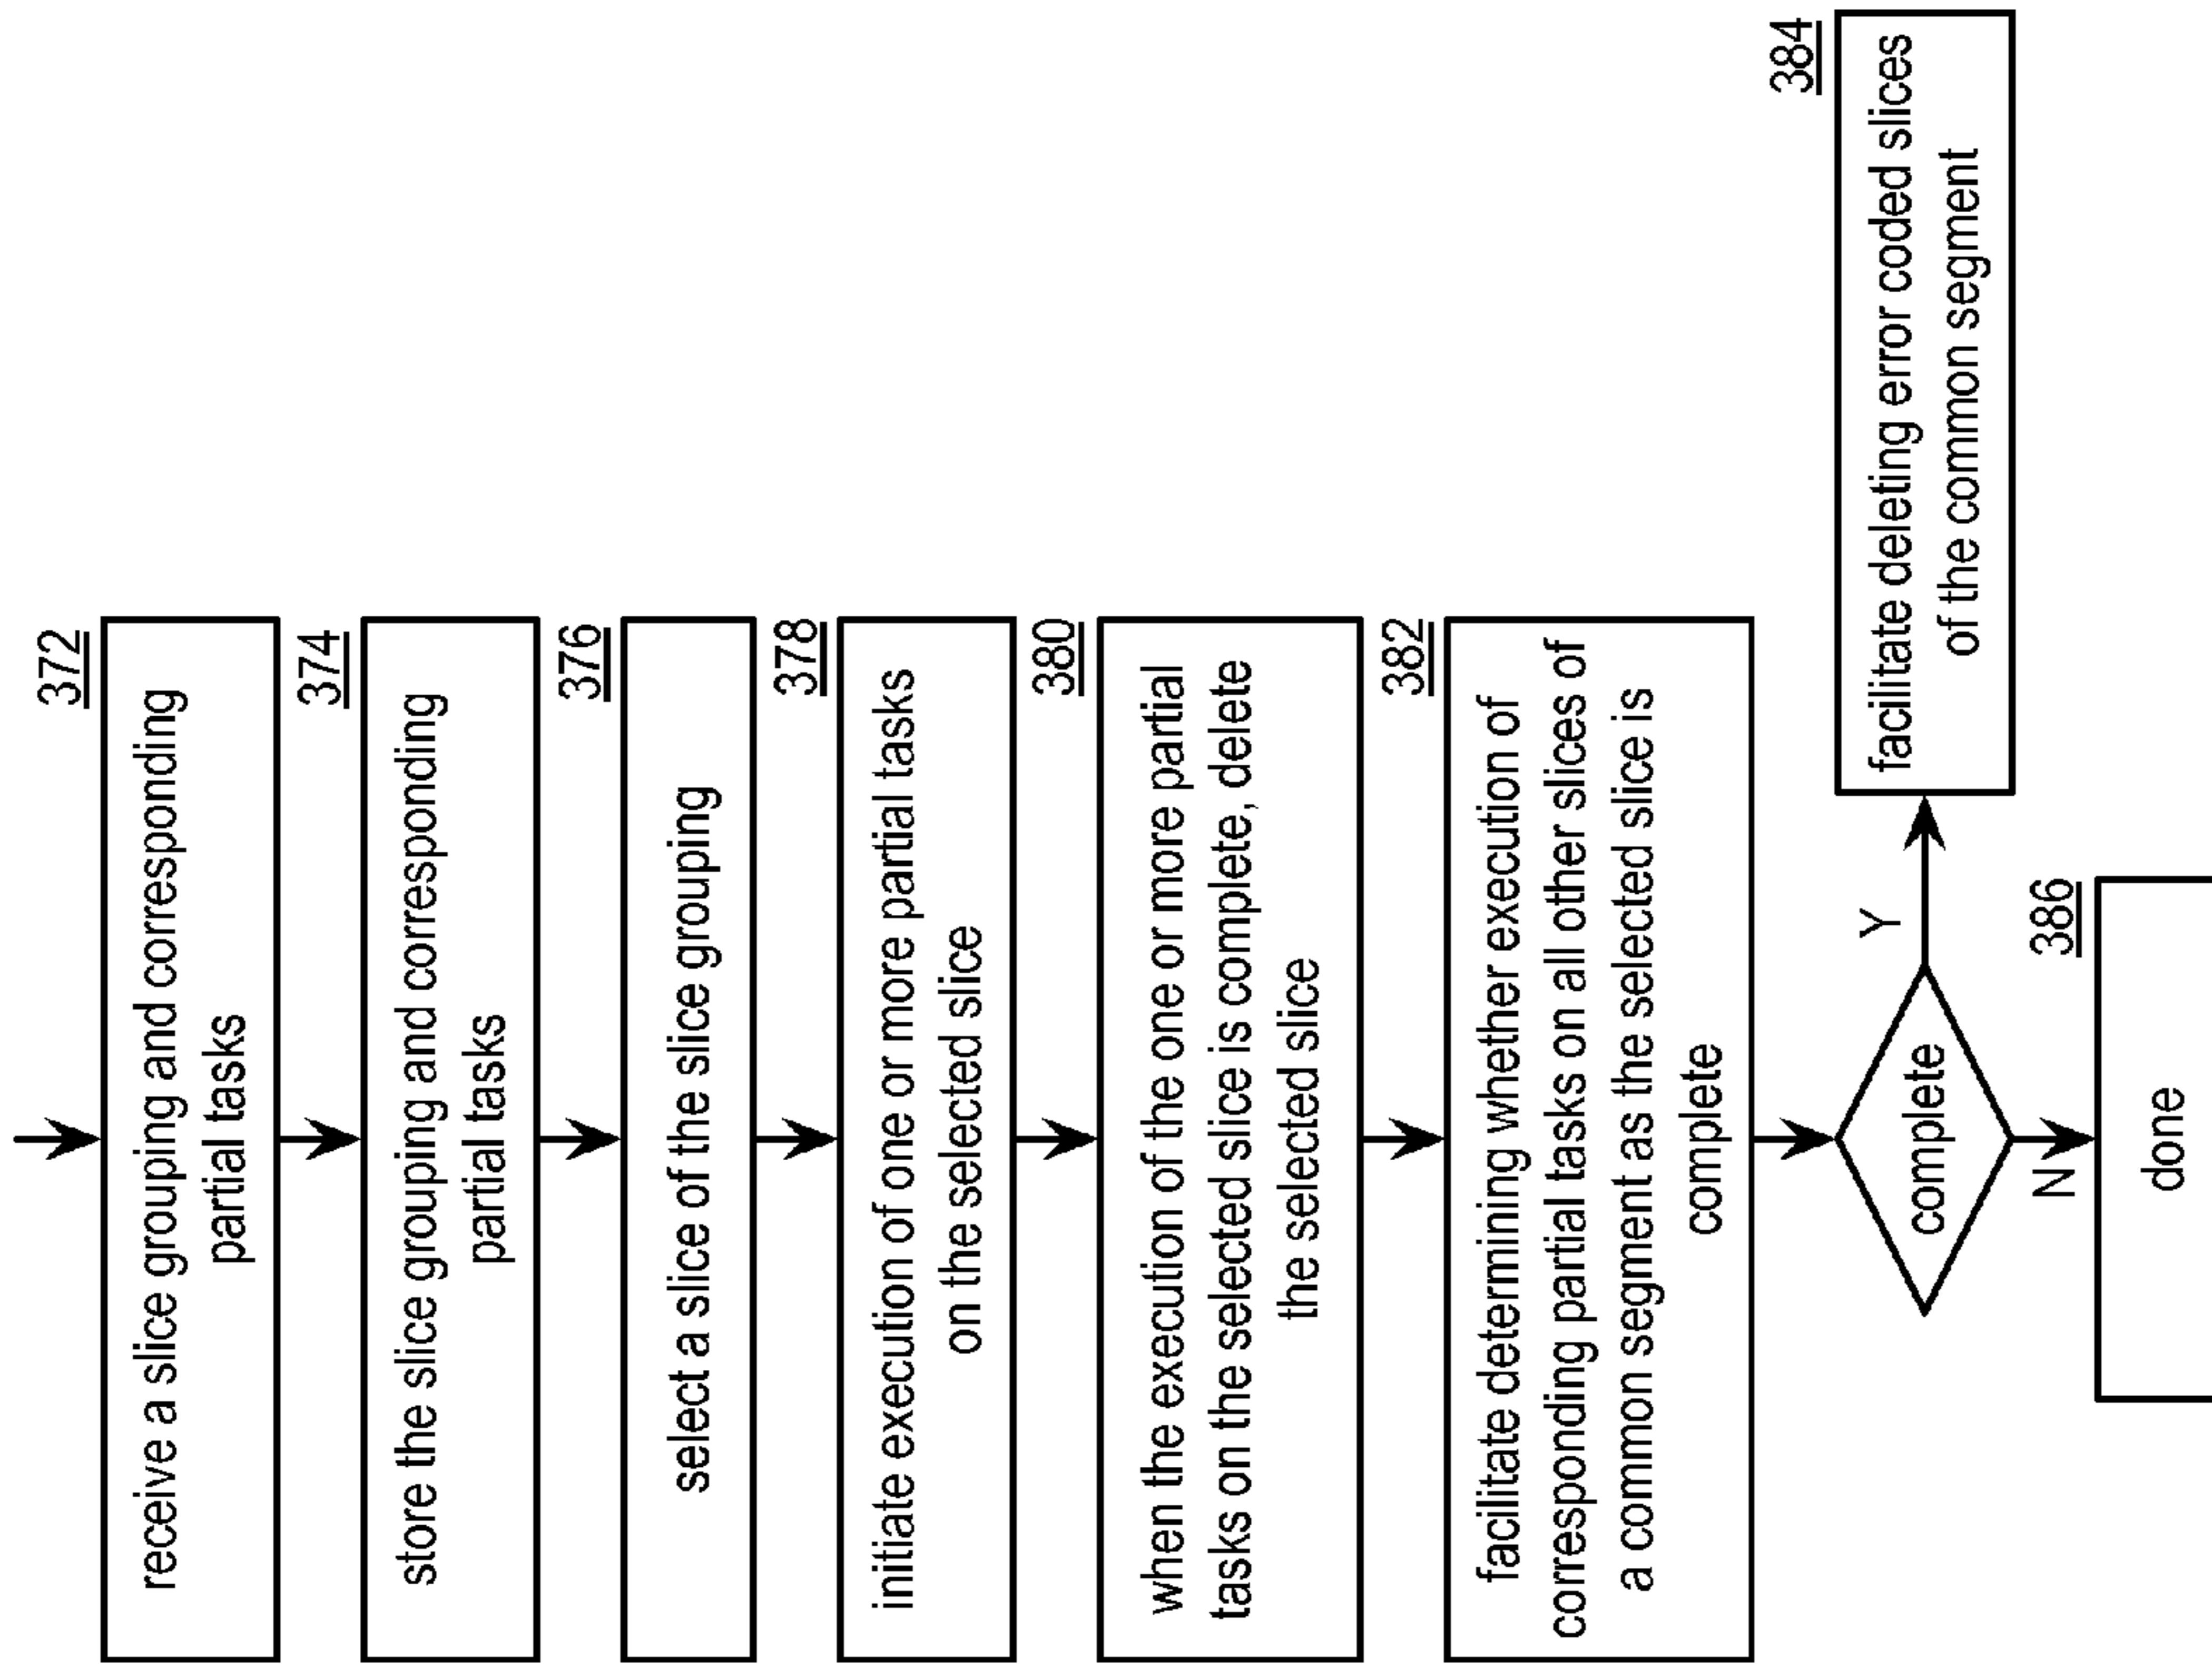 372
receive a slice grouping and corresponding
partial tasks
374
store the slice grouping and corresponding
partial tasks
376
select a slice of the slice grouping
378
initiate execution of one or more partial tasks
on the selected slice
380
when the execution of the one or more partial
tasks on the selected slice is complete, delete
the selected slice
382
facilitate determining whether execution of
corresponding partial tasks on all other slices of
a common segment as the selected slice is
complete
complete
Y
384
facilitate deleting error coded slices
of the common segment
N
386
done